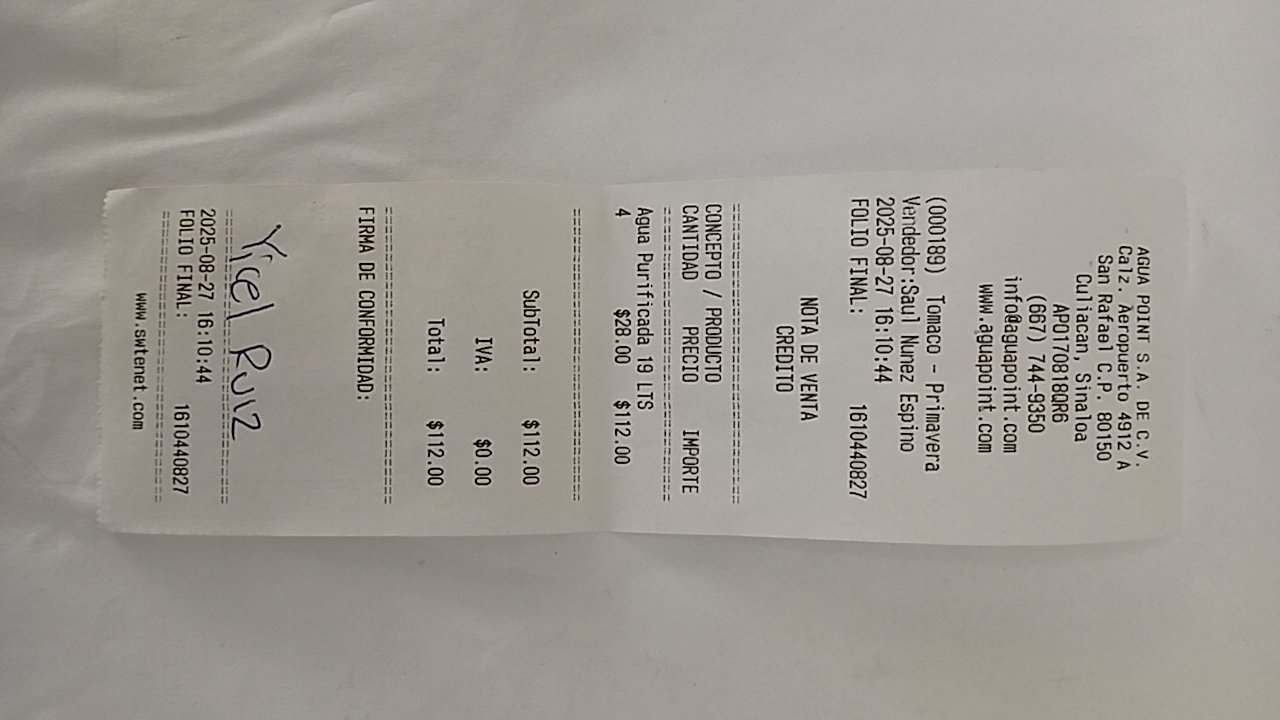 AGUA POINT S.A. DE C.V.
Calz. Aeropuerto 4912 A
San Rafael C.P. 80150
Culiacan, Sinaloa
APO170818QR6
(667) 744-9350
info@aguapoint.com
www.aguapoint.com
(000189) Tomaco - Primavera
Vendedor:Saul Nunez Espino
2025-08-27 16:10:44
FOLIO FINAL: 1610440827
NOTA DE VENTA
CREDITO
CONCEPTO / PRODUCTO
CANTIDAD PRECIO IMPORTE
Agua Purificada 19 LTS
4 $28.00 $112.00
SubTotal: $112.00
IVA: $0.00
Total: $112.00
FIRMA DE CONFORMIDAD:
Yicel Ruiz
2025-08-27 16:10:44
FOLIO FINAL: 1610440827
www.swtenet.com